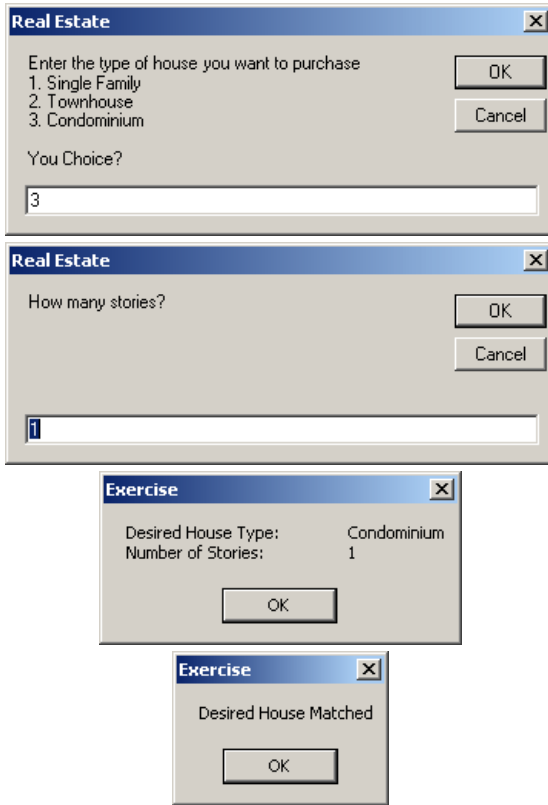 Real Estate
Enter the type of house you want to purchase
1. Single Family
2. Townhouse
3. Condominium
You Choice?
OK
Cancel
3
Real Estate
How many stories?
OK
Cancel
1
Exercise
Desired House Type: Condominium
Number of Stories: 1
OK
Exercise
Desired House Matched
OK